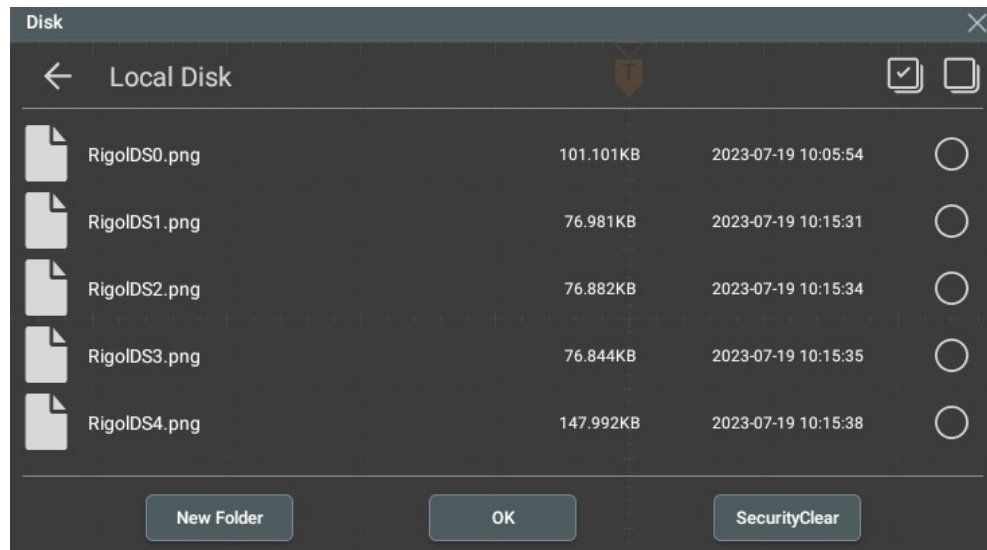 Disk
Local Disk
T
RigolDS0.png 101.101KB 2023-07-19 10:05:54
RigolDS1.png 76.981KB 2023-07-19 10:15:31
RigolDS2.png 76.882KB 2023-07-19 10:15:34
RigolDS3.png 76.844KB 2023-07-19 10:15:35
RigolDS4.png 147.992KB 2023-07-19 10:15:38
New Folder OK SecurityClear